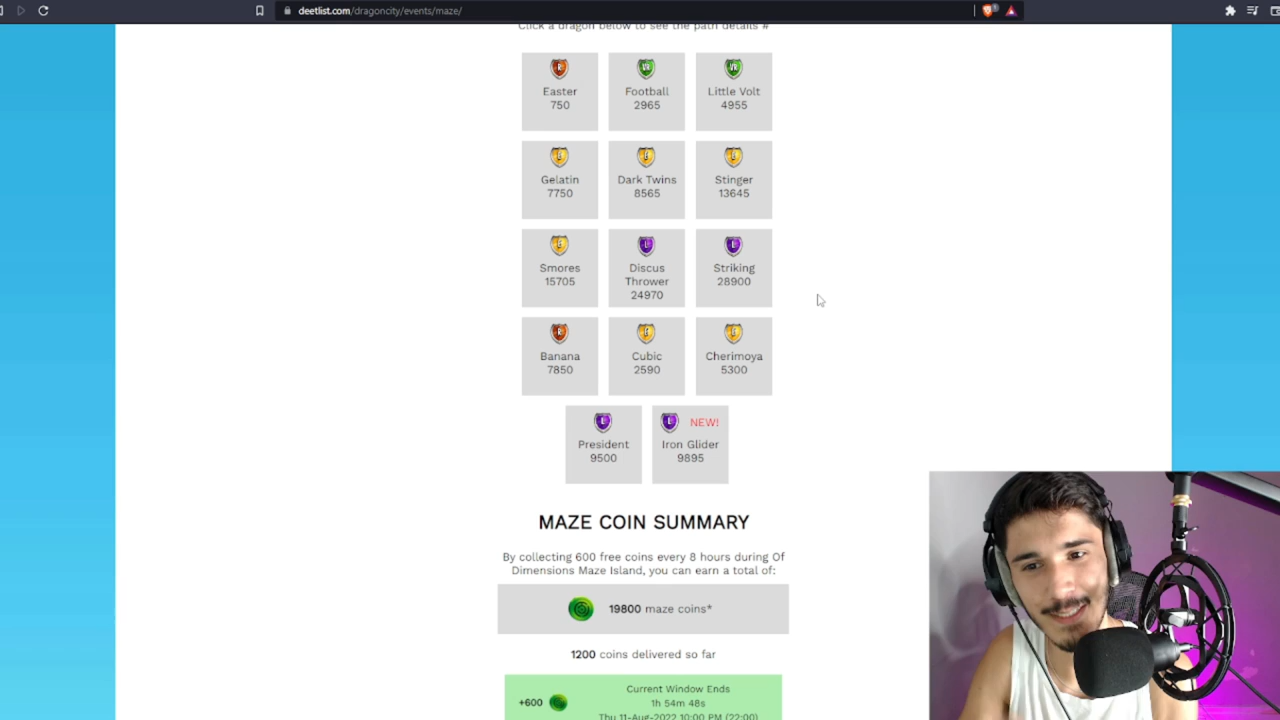 deetlist.com/dragoncity/events/maze/
Click a dragon below to see the path details #
R
VR
VR
Easter
Football
Little Volt
750
2965
4955
E
E
E
Gelatin
Dark Twins
Stinger
7750
8565
13645
E
L
L
Smores
Discus
Striking
15705
Thrower
28900
24970
R
E
E
Banana
Cubic
Cherimoya
7850
2590
5300
L
L NEW!
President
Iron Glider
9500
9895
MAZE COIN SUMMARY
By collecting 600 free coins every 8 hours during Of
Dimensions Maze Island, you can earn a total of:
19800 maze coins*
1200 coins delivered so far
Current Window Ends
+600
1h 54m 48s
Thu 11-Aug-2022 10:00 PM (22:00)